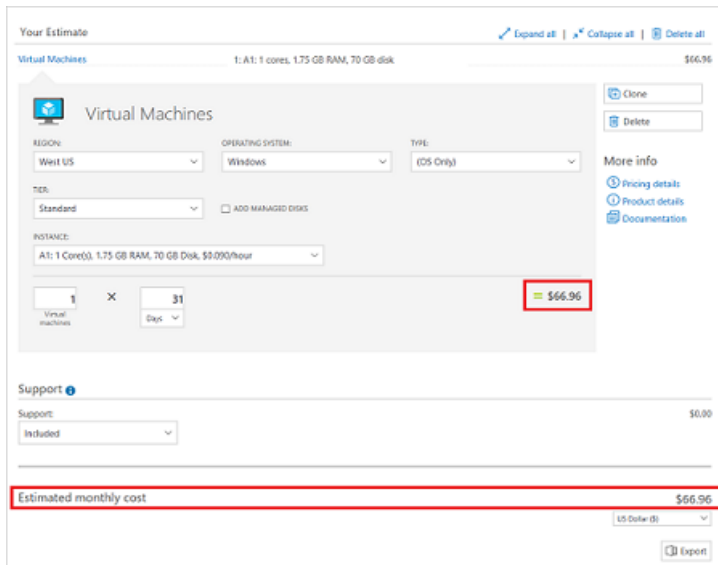 Your Estimate
Expand all | Collapse all | Delete all
Virtual Machines 1: A1: 1 cores, 1.75 GB RAM, 70 GB disk $66.96
Virtual Machines
Clone
Delete
REGION: OPERATING SYSTEM: TYPE:
West US Windows (OS Only)
More info
Pricing details
Product details
Documentation
TIER:
Standard ADD MANAGED DISKS
INSTANCE:
A1: 1 Core(s), 1.75 GB RAM, 70 GB Disk, $0.090/hour
1 × 31 = $66.96
Virtual machines
Days
Support
Support: $0.00
Included
Estimated monthly cost $66.96
US Dollar ($)
Export